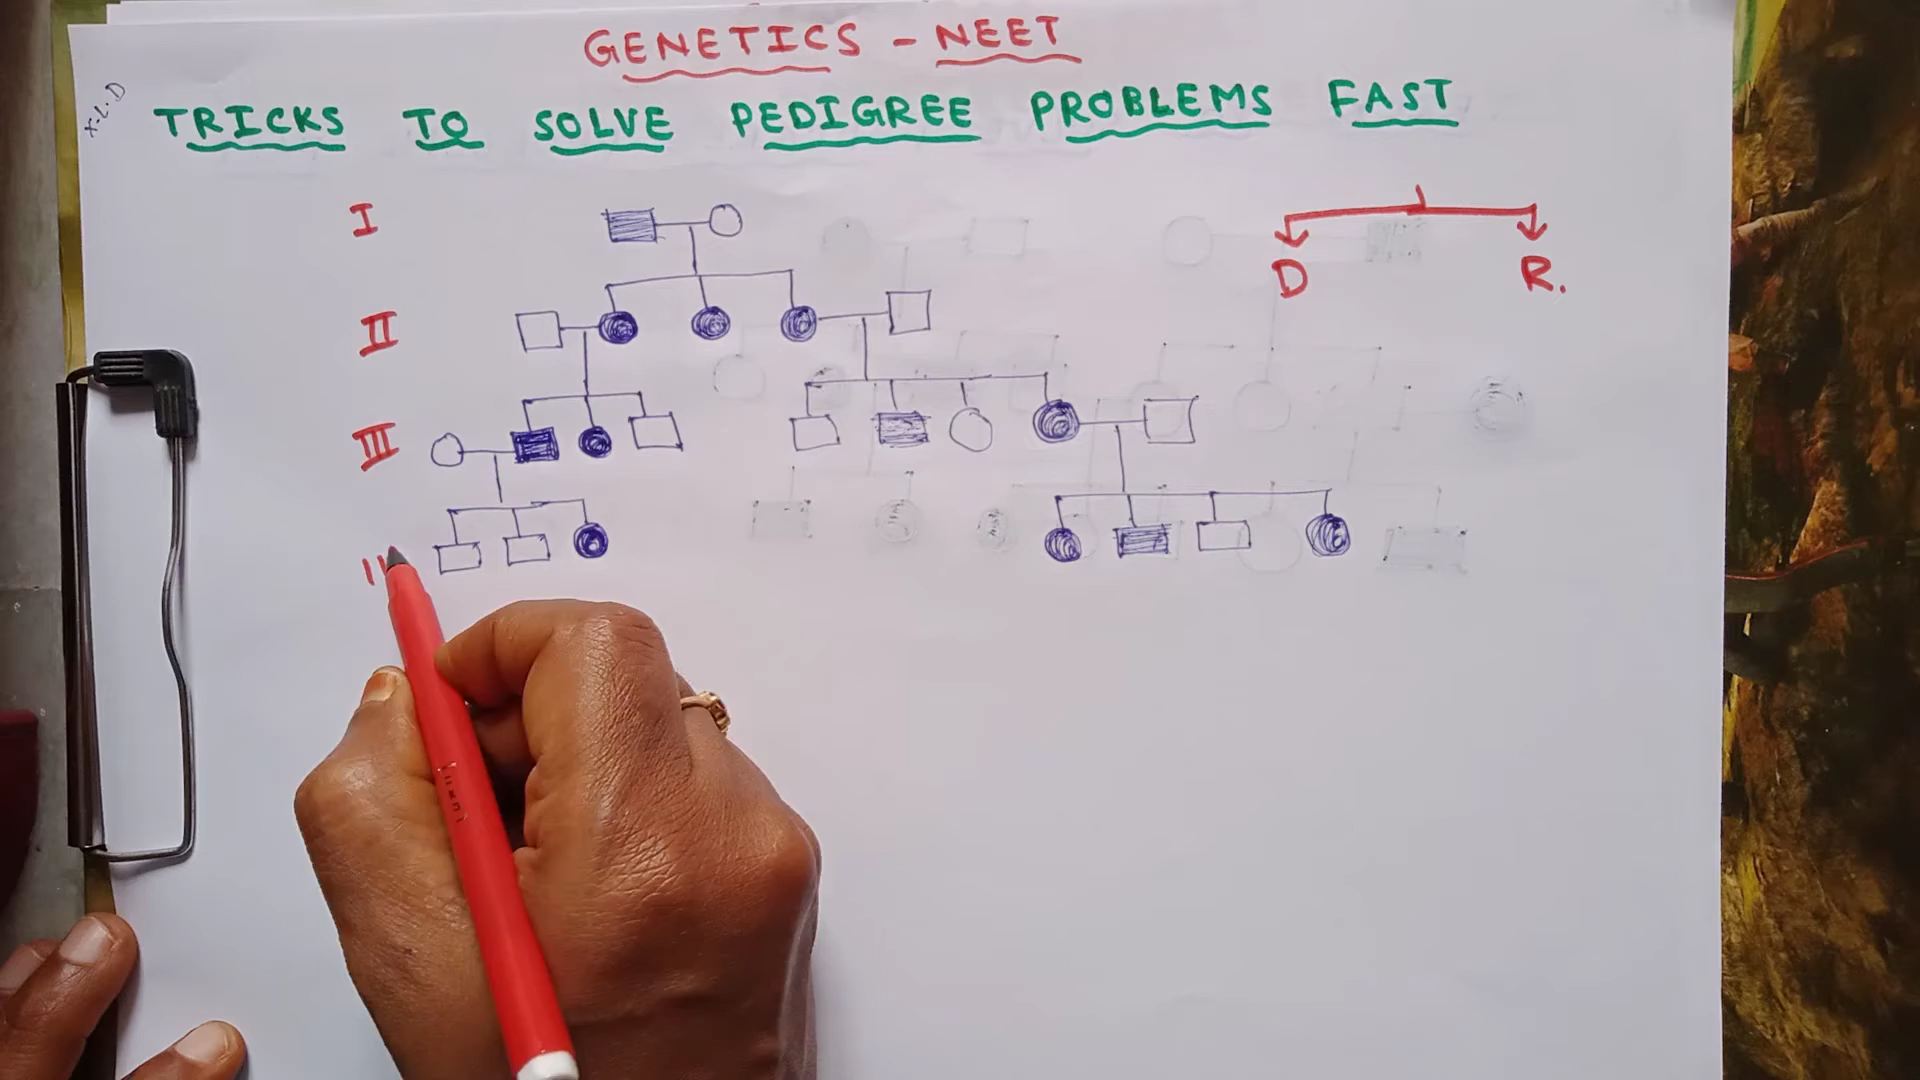 GENETICS - NEET
X-L.D
TRICKS TO SOLVE PEDIGREE PROBLEMS FAST
I
D R.
II
III